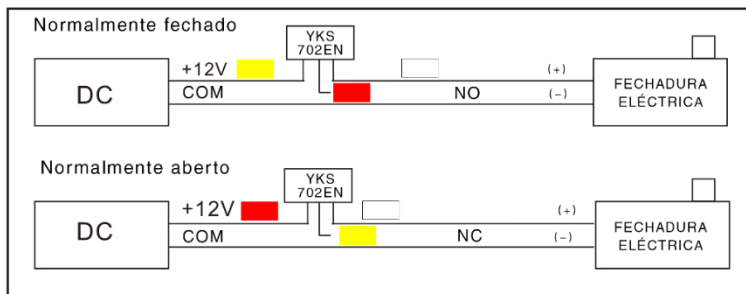 Normalmente fechado
YKS
702EN
+12V
(+)
DC
COM
NO
(-)
FECHADURA
ELÉCTRICA
Normalmente aberto
YKS
702EN
+12V
(+)
DC
COM
NC
(-)
FECHADURA
ELÉCTRICA